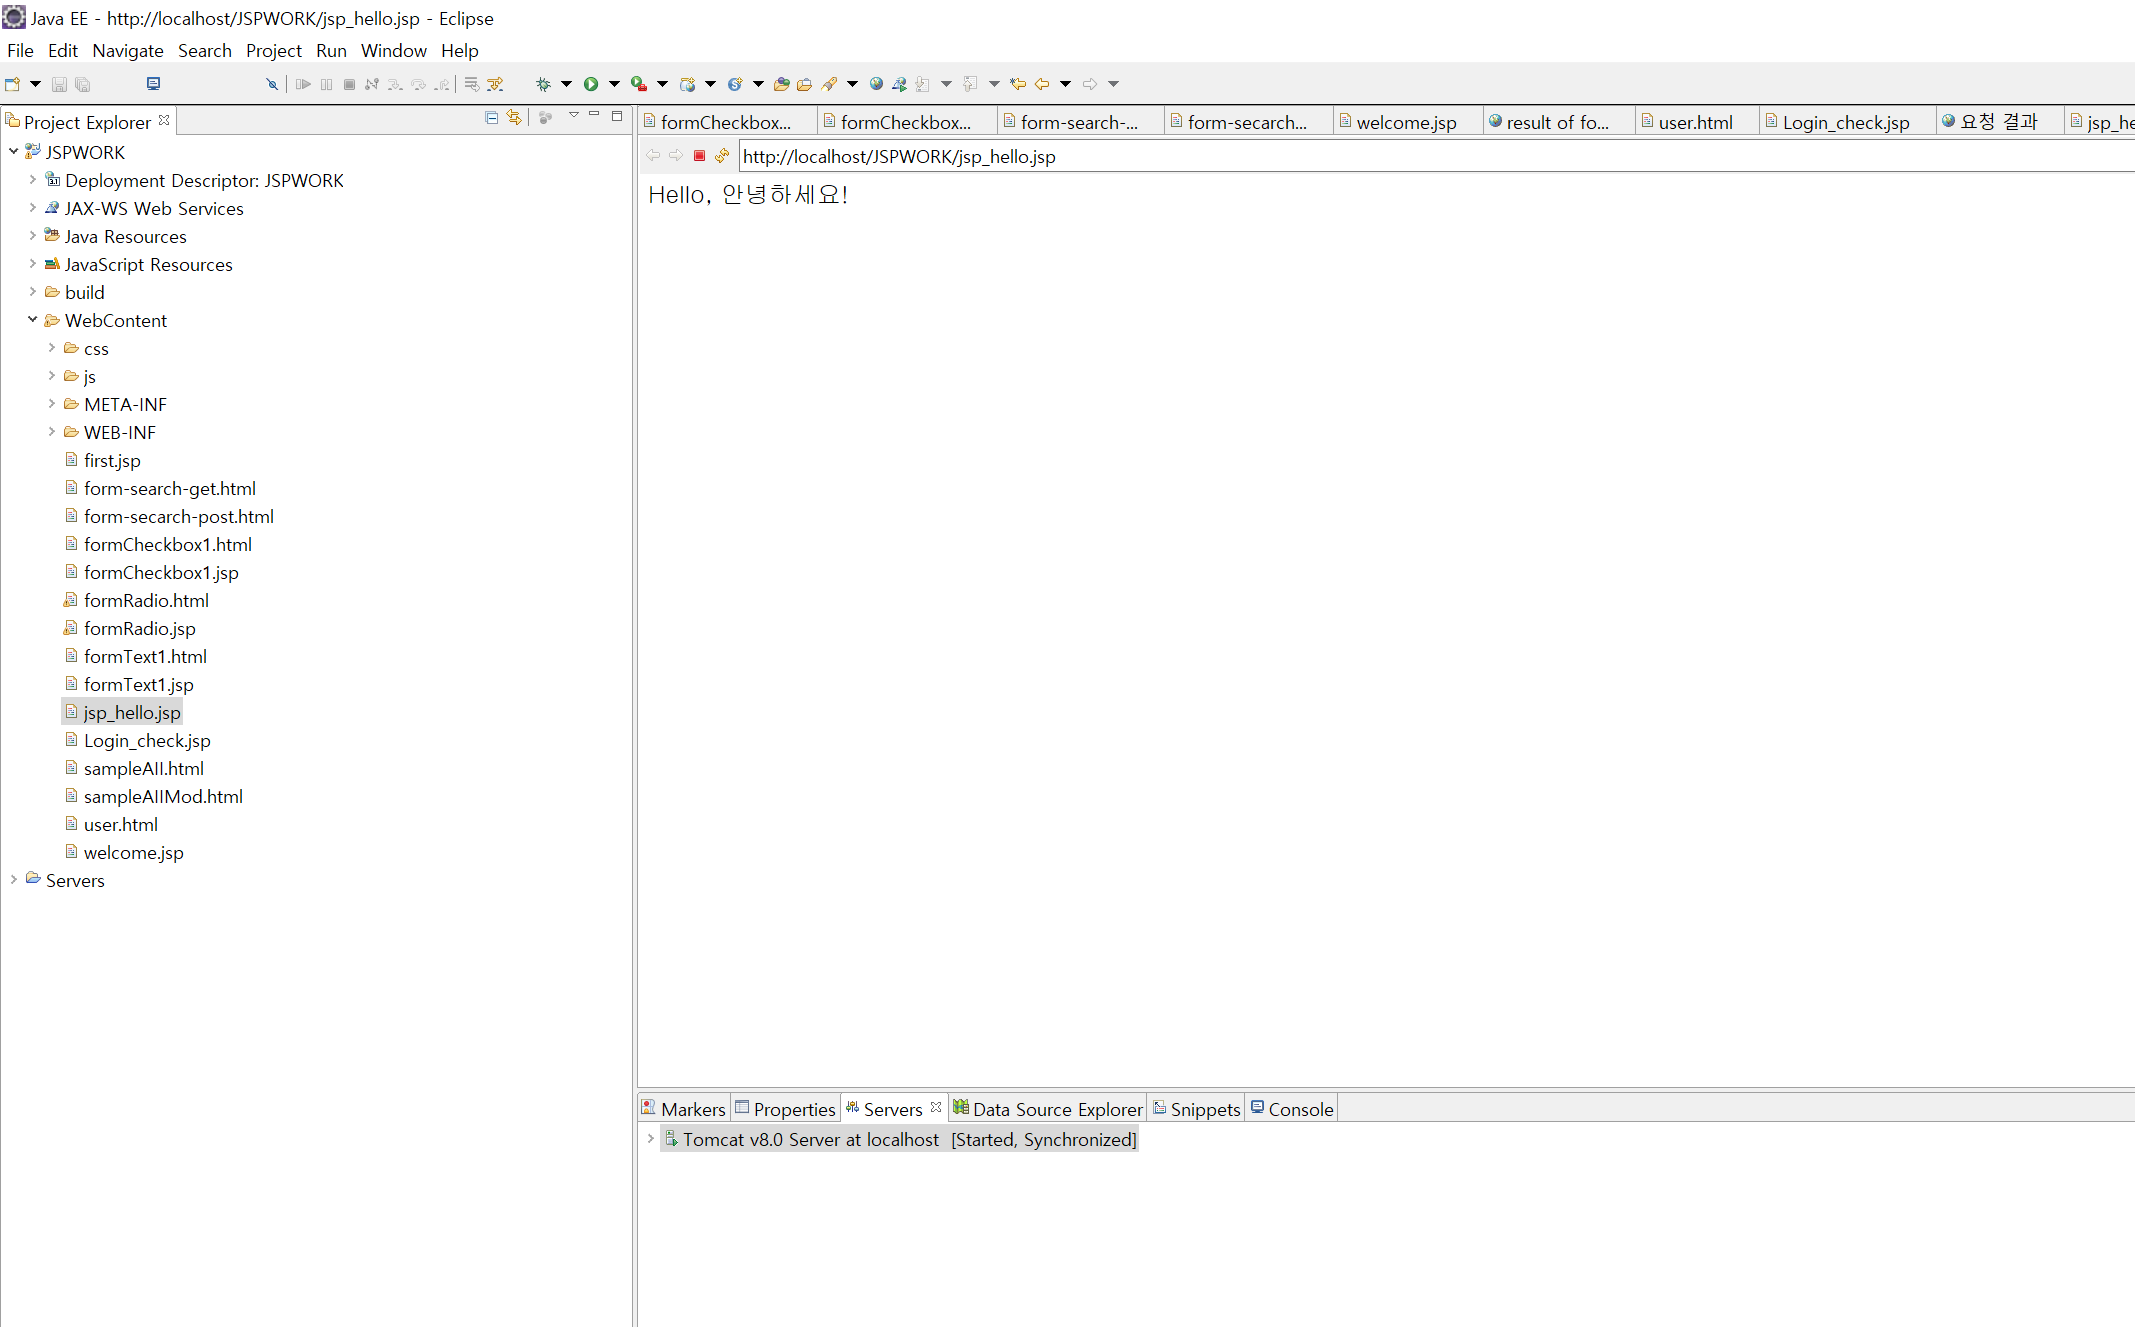 Java EE - http://localhost/JSPWORK/jsp_hello.jsp - Eclipse
File Edit Navigate Search Project Run Window Help
Project Explorer
JSPWORK
Deployment Descriptor: JSPWORK
JAX-WS Web Services
Java Resources
JavaScript Resources
build
WebContent
css
js
META-INF
WEB-INF
first.jsp
form-search-get.html
form-secarch-post.html
formCheckbox1.html
formCheckbox1.jsp
formRadio.html
formRadio.jsp
formText1.html
formText1.jsp
jsp_hello.jsp
Login_check.jsp
sampleAll.html
sampleAllMod.html
user.html
welcome.jsp
Servers
formCheckbox... formCheckbox... form-search-... form-secarch... welcome.jsp result of fo... user.html Login_check.jsp 요청 결과 jsp_he
http://localhost/JSPWORK/jsp_hello.jsp
Hello, 안녕하세요!
Markers Properties Servers Data Source Explorer Snippets Console
Tomcat v8.0 Server at localhost [Started, Synchronized]